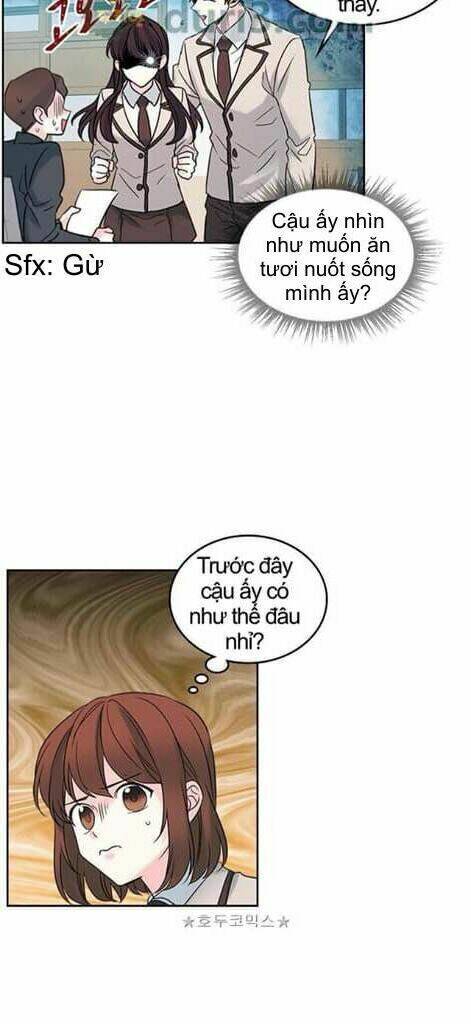 thầy.
Cậu ấy nhìn
như muốn ăn
tươi nuốt sống
mình ấy?
Sfx: Gừ
Trước đây
cậu ấy có
như thế đâu
nhỉ?
★호두코믹스★